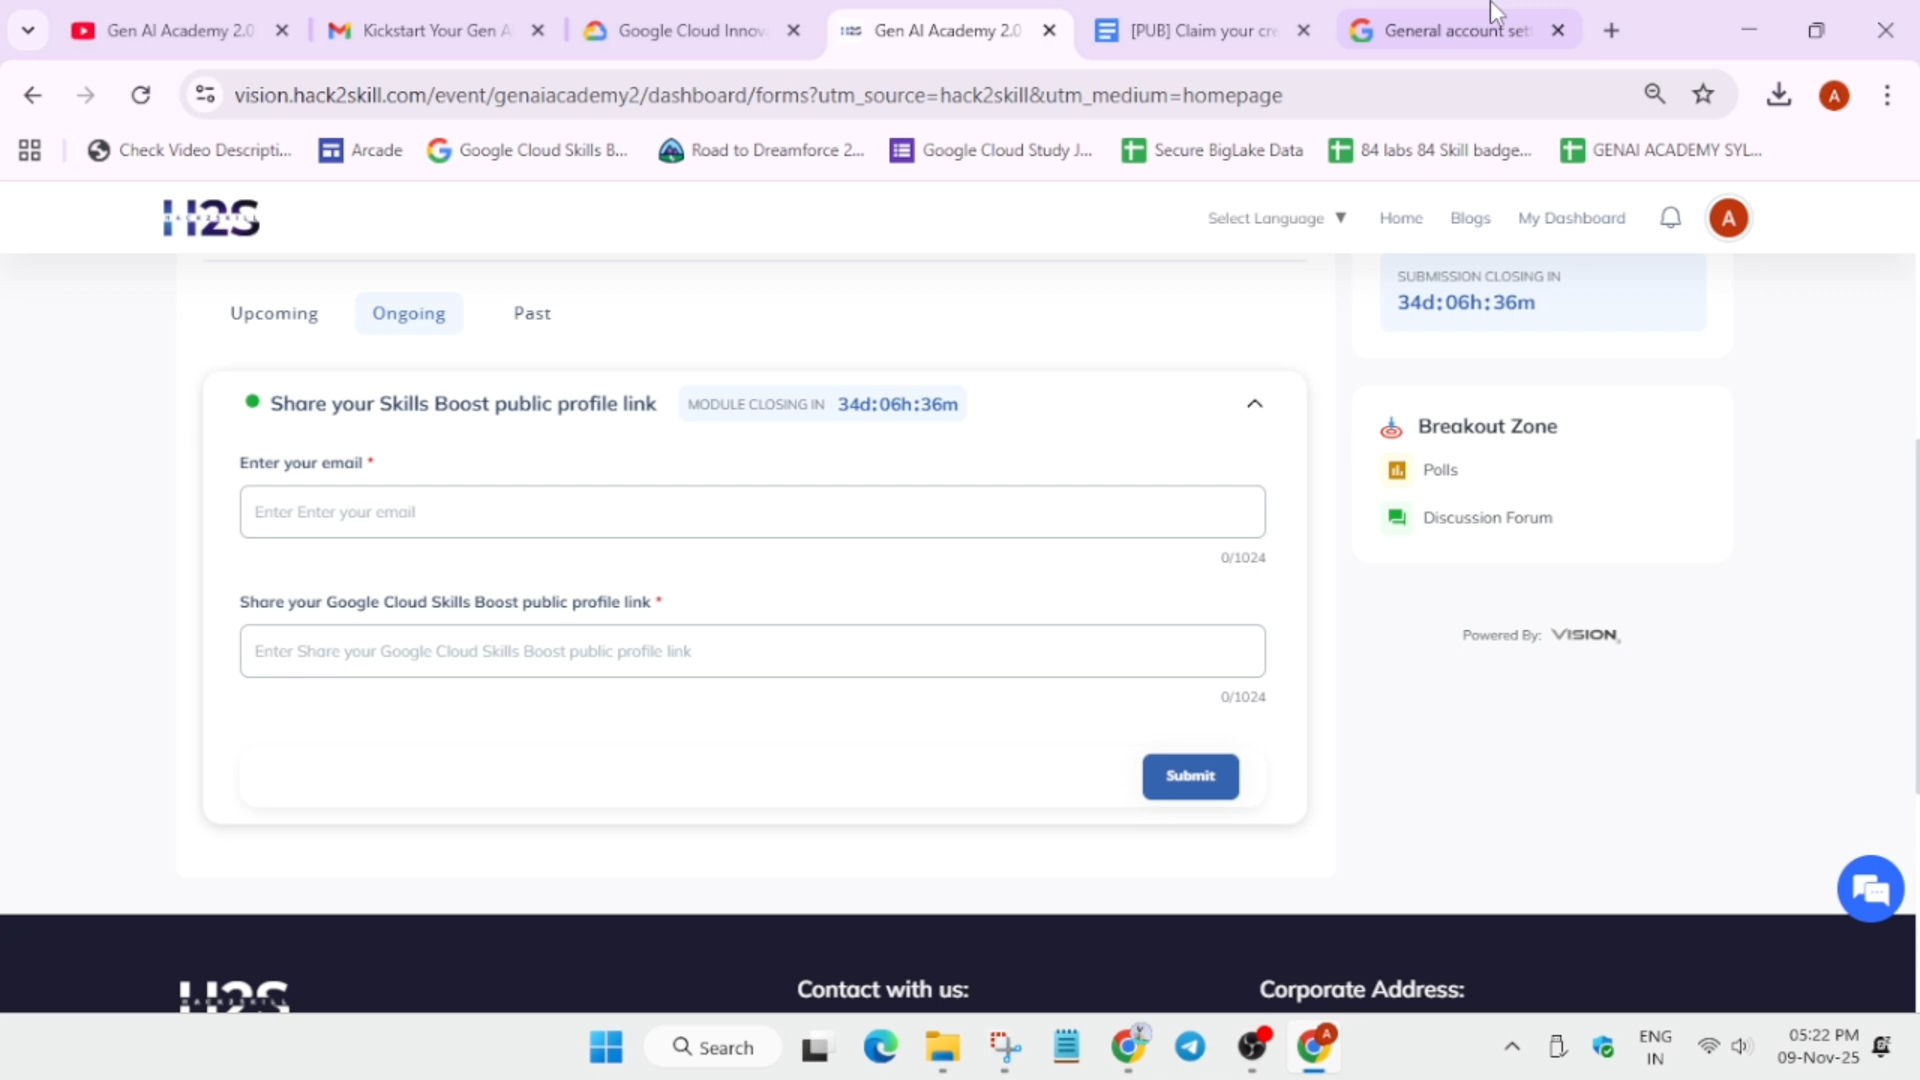 Gen AI Academy 2.0
Kickstart Your Gen A
Google Cloud Innov
Gen AI Academy 2.0
[PUB] Claim your cre
General account set
vision.hack2skill.com/event/genaiacademy2/dashboard/forms?utm_source=hack2skill&utm_medium=homepage
A
Check Video Descripti...
Arcade
Google Cloud Skills B...
Road to Dreamforce 2...
Google Cloud Study J...
Secure BigLake Data
84 labs 84 Skill badge...
GENAI ACADEMY SYL...
H2S
HACK2SKILL
Select Language ▼
Home
Blogs
My Dashboard
A
SUBMISSION CLOSING IN
34d:06h:36m
Upcoming
Ongoing
Past
Share your Skills Boost public profile link
MODULE CLOSING IN 34d:06h:36m
Enter your email *
Enter Enter your email
0/1024
Share your Google Cloud Skills Boost public profile link *
Enter Share your Google Cloud Skills Boost public profile link
0/1024
Submit
Breakout Zone
Polls
Discussion Forum
Powered By: VISION
H2S
HACK2SKILL
Contact with us:
Corporate Address:
Search
A
ENG
IN
05:22 PM
09-Nov-25